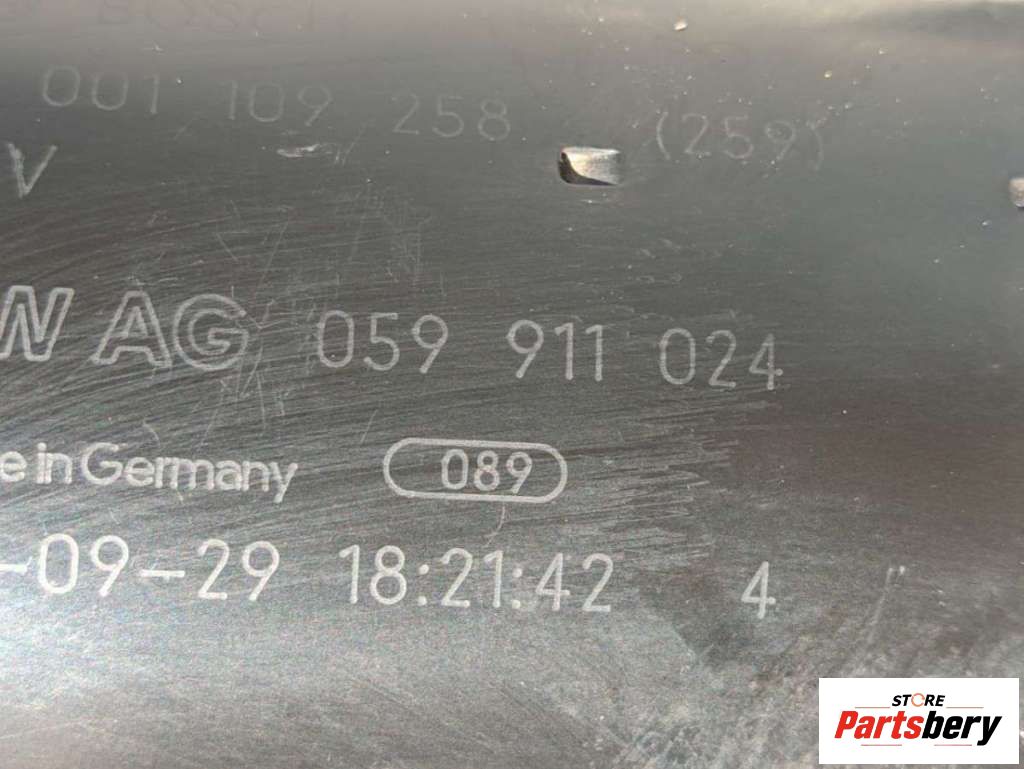 BOSCH
001 109 258 (259)
V
W AG 059 911 024
e in Germany 089
-09-29 18:21:42 4
STORE
Partsbery